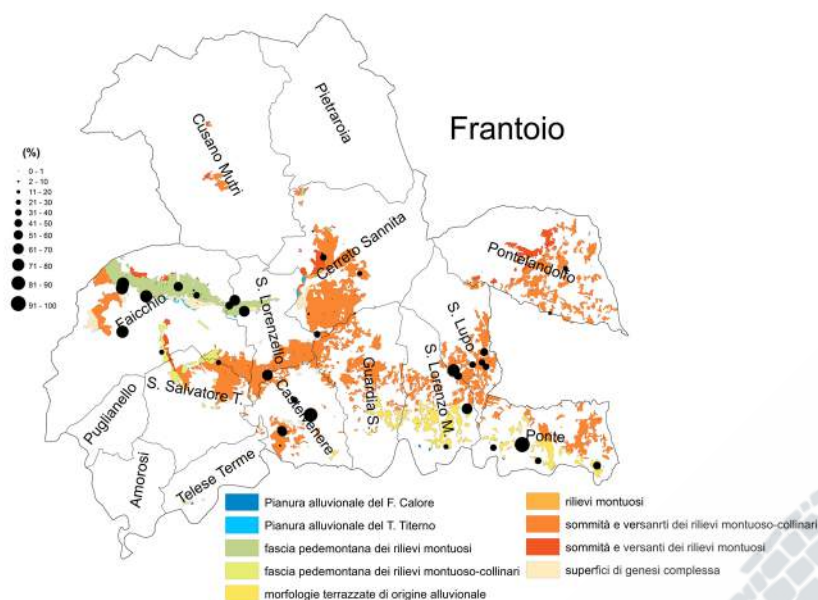 Frantoio
Pietraroia
Cusano Mutri
(%)
0 - 1
2 - 10
11 - 20
21 - 30
31 - 40
41 - 50
51 - 60
61 - 70
71 - 80
81 - 90
91 - 100
Cerreto Sannita
Pontelandolfo
Faicchio
S. Lorenzello
S. Lupo
S. Lorenzo M.
Guardia S.
S. Salvatore T.
Castelvenere
Puglianello
Ponte
Amorosi
Telese Terme
Pianura alluvionale del F. Calore
Pianura alluvionale del T. Titerno
fascia pedemontana dei rilievi montuosi
fascia pedemontana dei rilievi montuoso-collinari
morfologie terrazzate di origine alluvionale
rilievi montuosi
sommità e versanrti dei rilievi montuoso-collinari
sommità e versanti dei rilievi montuosi
superfici di genesi complessa